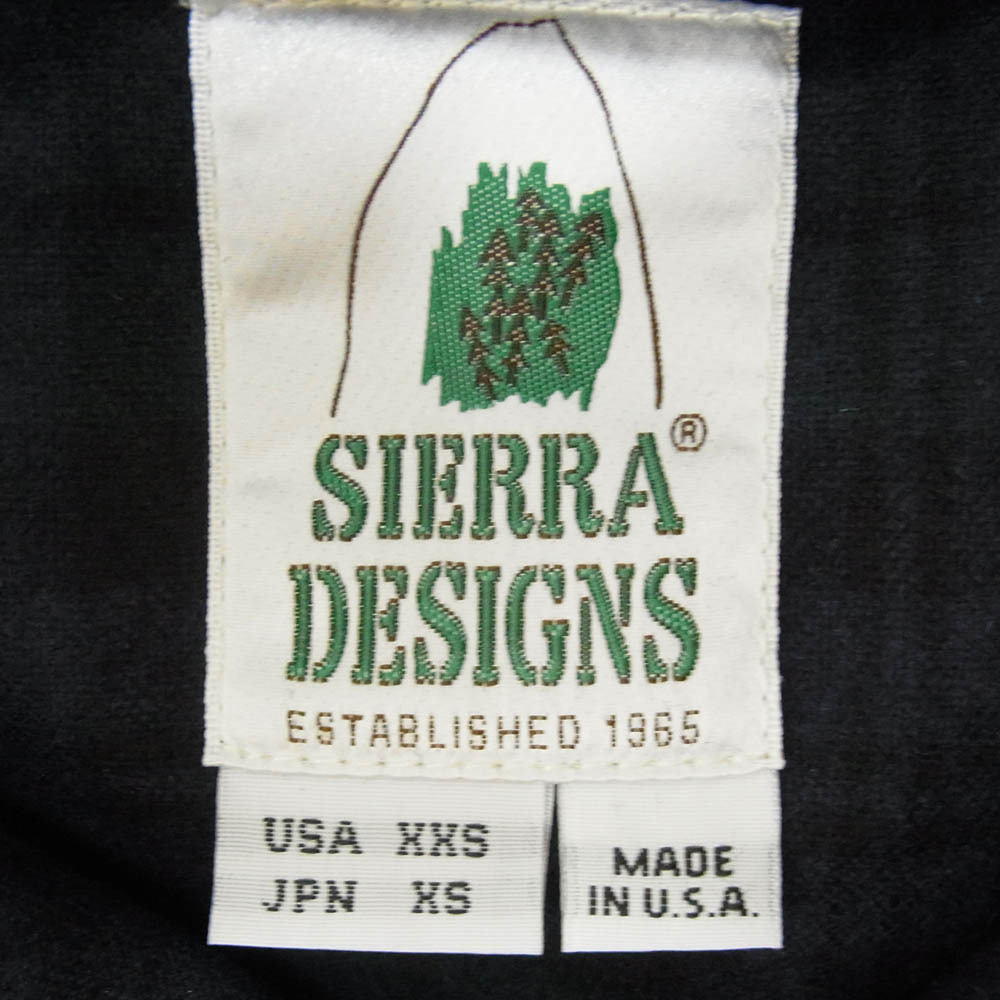 SIERRA®
DESIGNS
ESTABLISHED 1965
USA XXS
JPN XS
MADE
IN U.S.A.